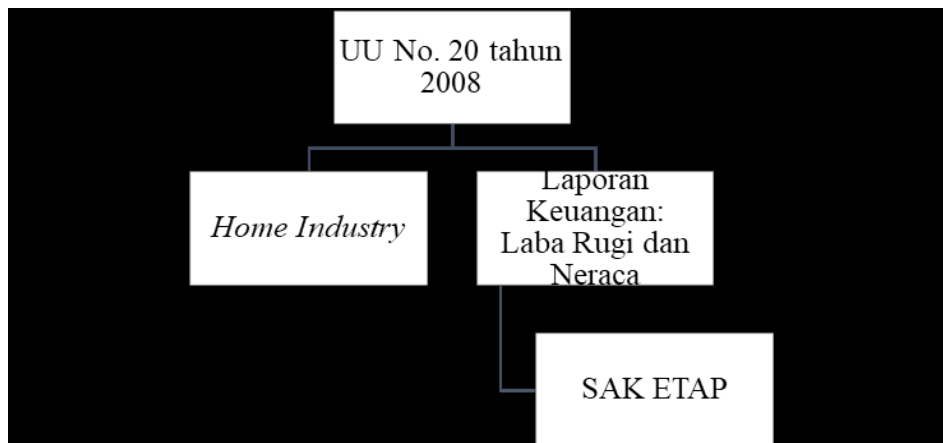 UU No. 20 tahun
2008
Home Industry
Laporan
Keuangan:
Laba Rugi dan
Neraca
SAK ETAP